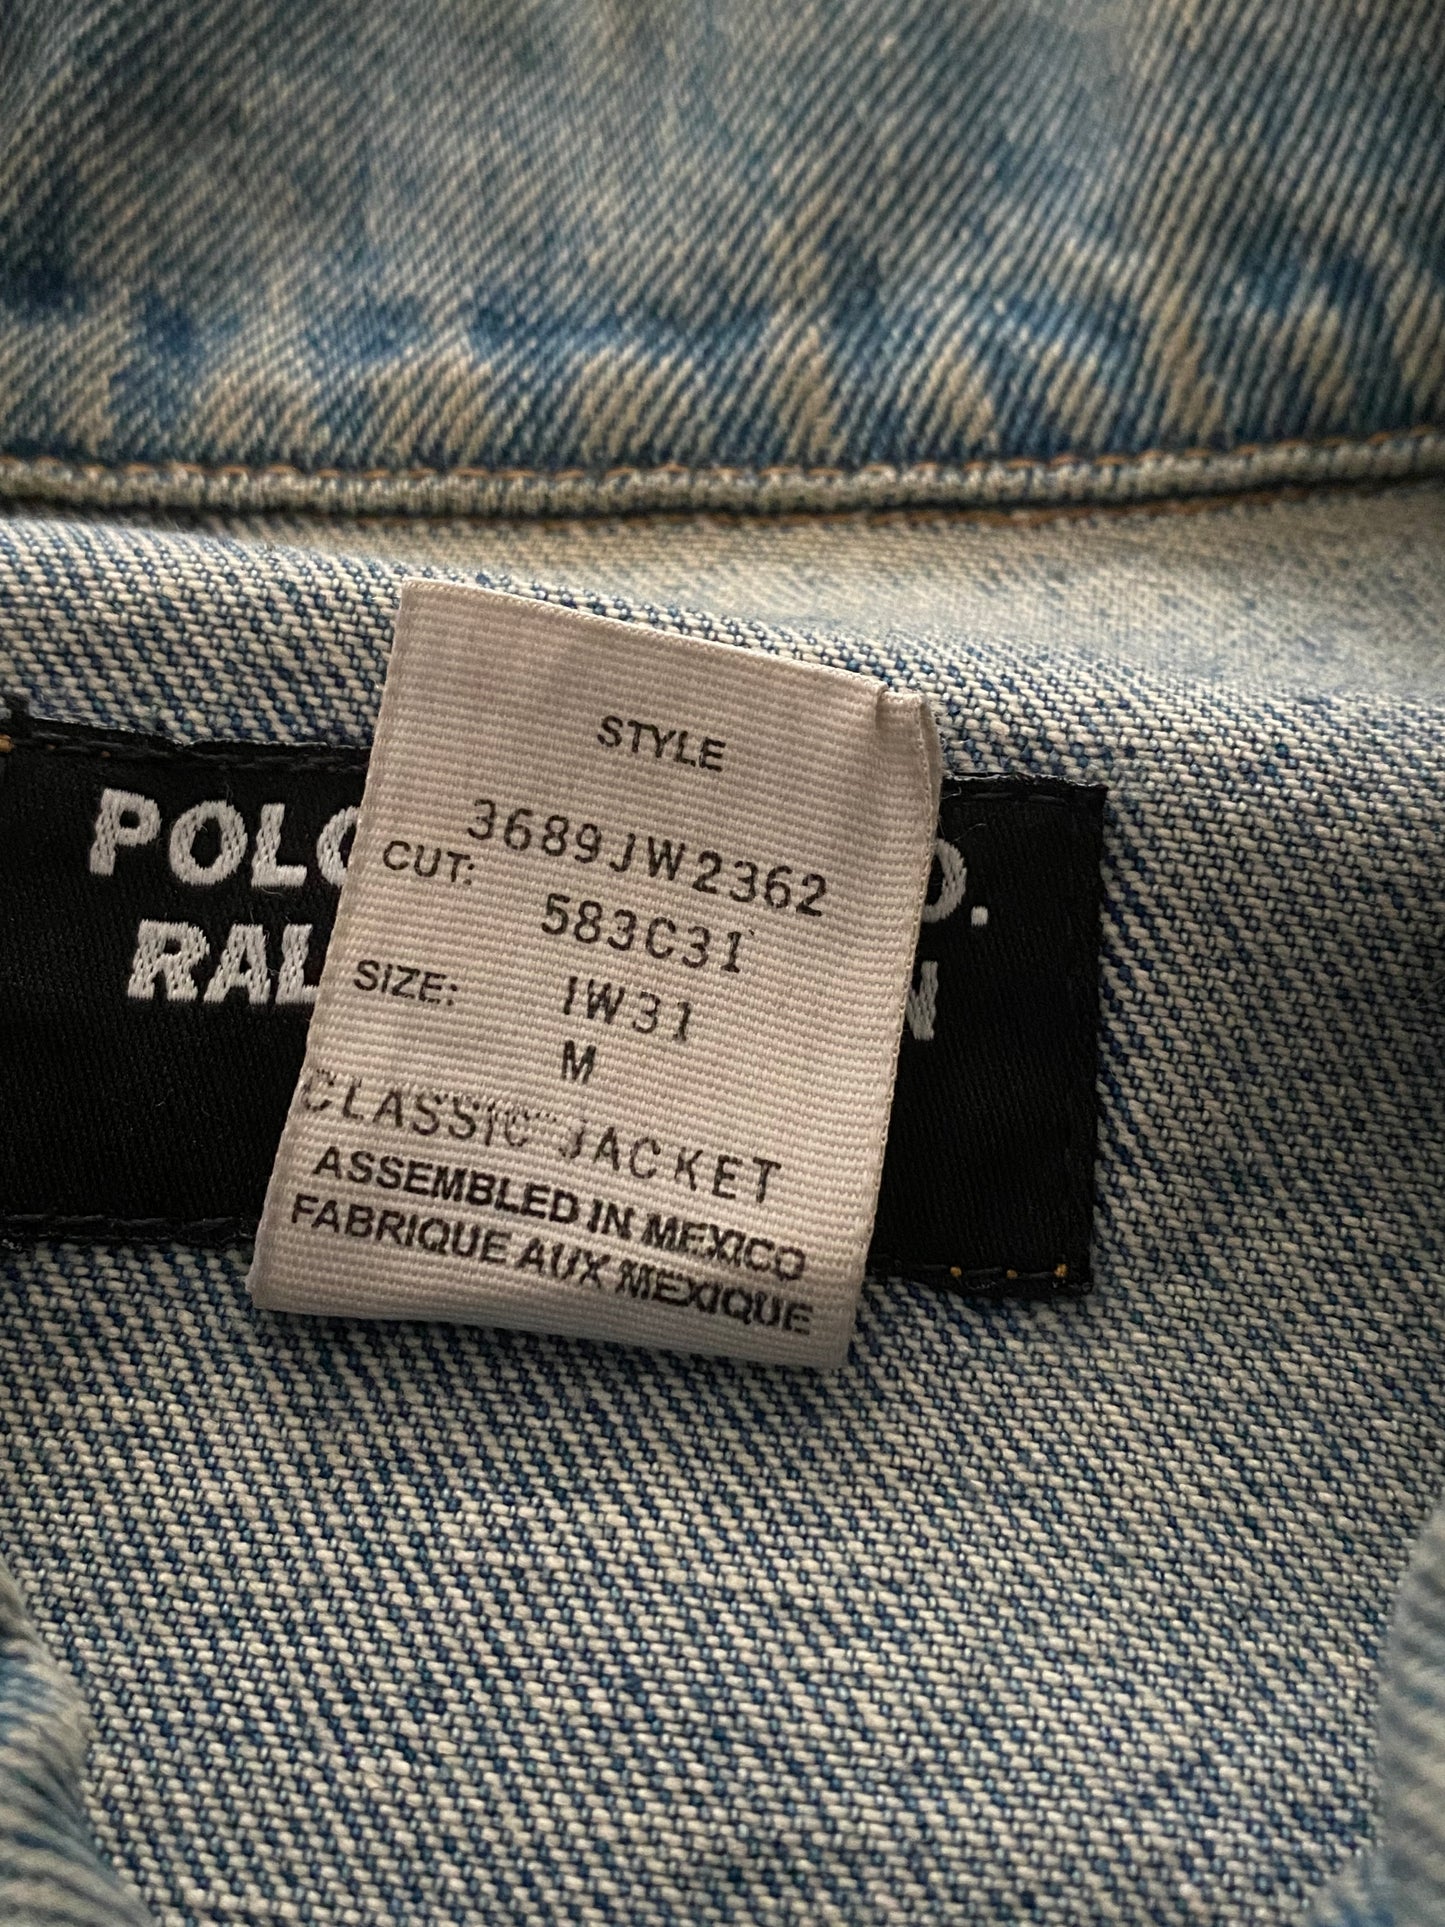 STYLE
3689JW2362
CUT: 583C31
SIZE: IW31
M
CLASSIC JACKET
ASSEMBLED IN MEXICO
FABRIQUE AUX MEXIQUE
POLO
RAL